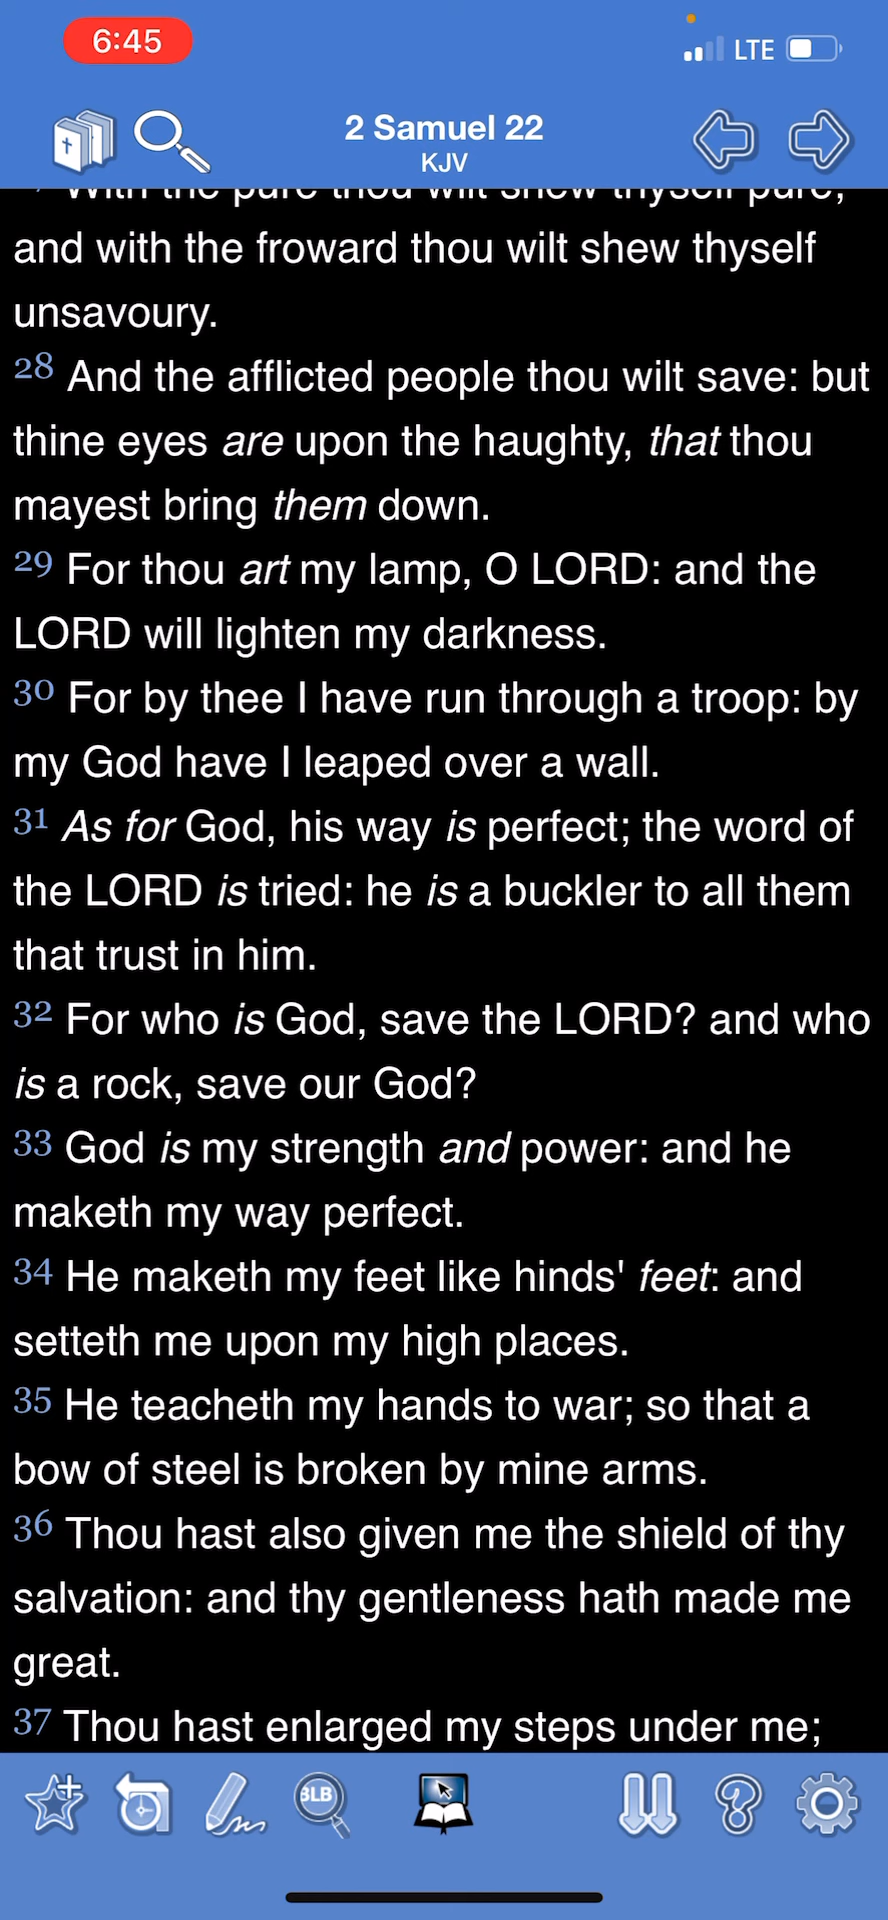 6:45
LTE
2 Samuel 22
KJV
With the pure thou wilt shew thyself pure;
and with the froward thou wilt shew thyself
unsavoury.
28 And the afflicted people thou wilt save: but
thine eyes are upon the haughty, that thou
mayest bring them down.
29 For thou art my lamp, O LORD: and the
LORD will lighten my darkness.
30 For by thee I have run through a troop: by
my God have I leaped over a wall.
31 As for God, his way is perfect; the word of
the LORD is tried: he is a buckler to all them
that trust in him.
32 For who is God, save the LORD? and who
is a rock, save our God?
33 God is my strength and power: and he
maketh my way perfect.
34 He maketh my feet like hinds' feet: and
setteth me upon my high places.
35 He teacheth my hands to war; so that a
bow of steel is broken by mine arms.
36 Thou hast also given me the shield of thy
salvation: and thy gentleness hath made me
great.
37 Thou hast enlarged my steps under me;
BLB